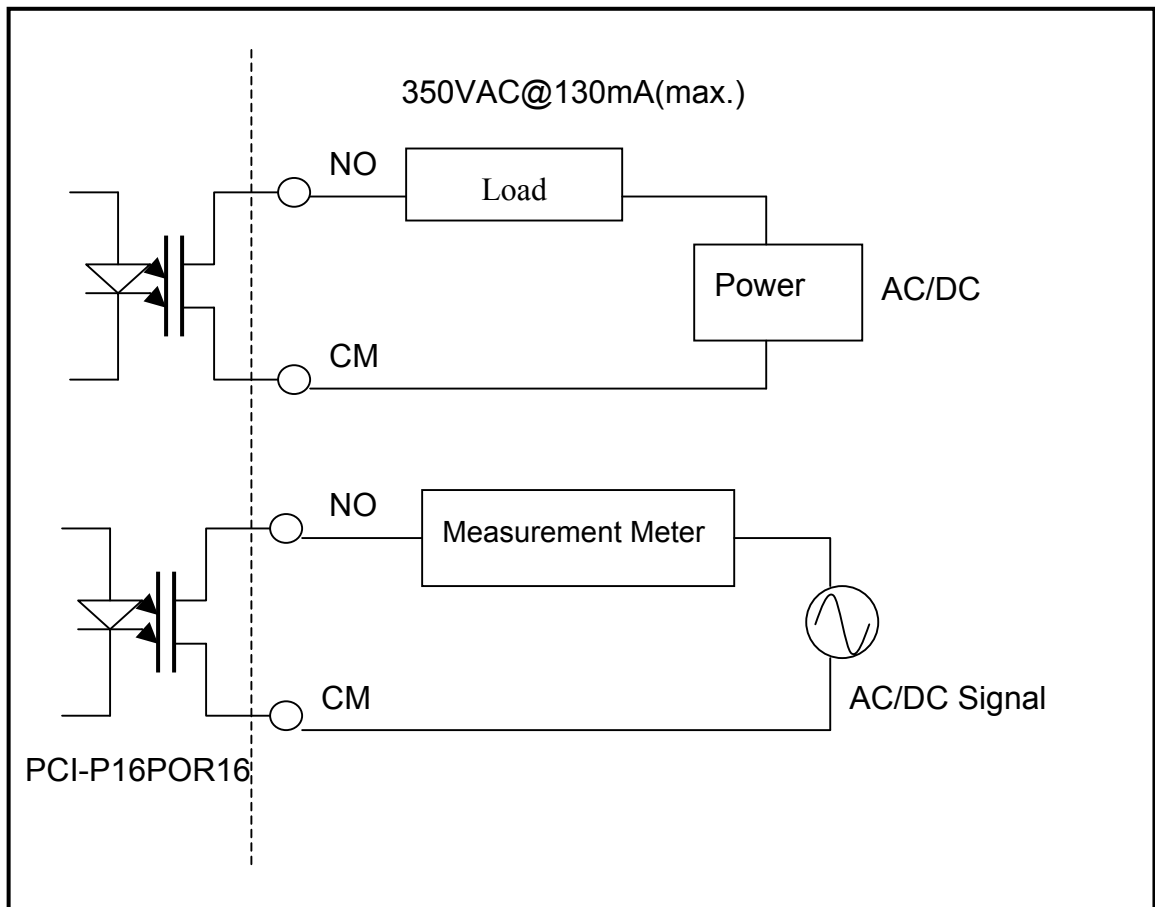 350VAC@130mA(max.)
NO
Load
Power
AC/DC
CM
NO
Measurement Meter
CM
AC/DC Signal
PCI-P16POR16